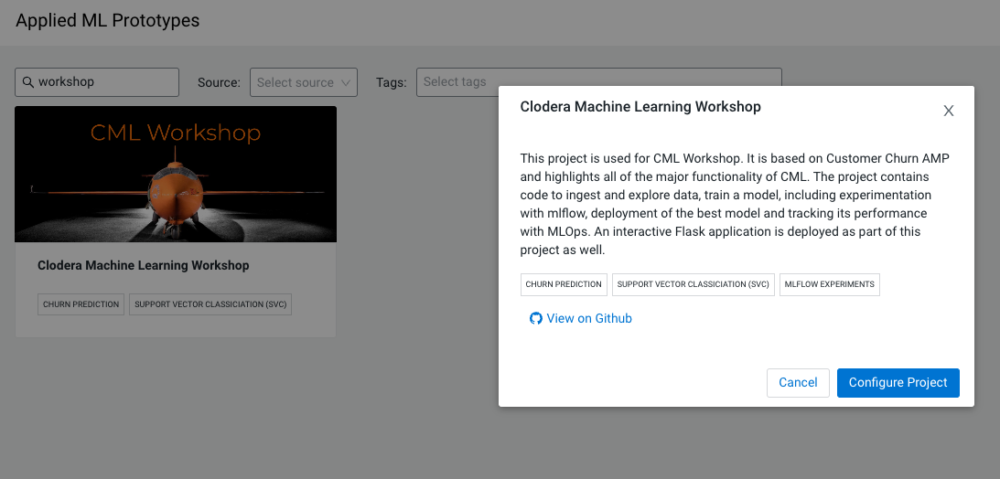 Applied ML Prototypes
workshop
Source:
Select source
Tags:
Select tags
CML Workshop
Clodera Machine Learning Workshop
CHURN PREDICTION
SUPPORT VECTOR CLASSICIATION (SVC)
Clodera Machine Learning Workshop
X
This project is used for CML Workshop. It is based on Customer Churn AMP
and highlights all of the major functionality of CML. The project contains
code to ingest and explore data, train a model, including experimentation
with mlflow, deployment of the best model and tracking its performance
with MLOps. An interactive Flask application is deployed as part of this
project as well.
CHURN PREDICTION
SUPPORT VECTOR CLASSICIATION (SVC)
MLFLOW EXPERIMENTS
View on Github
Cancel
Configure Project